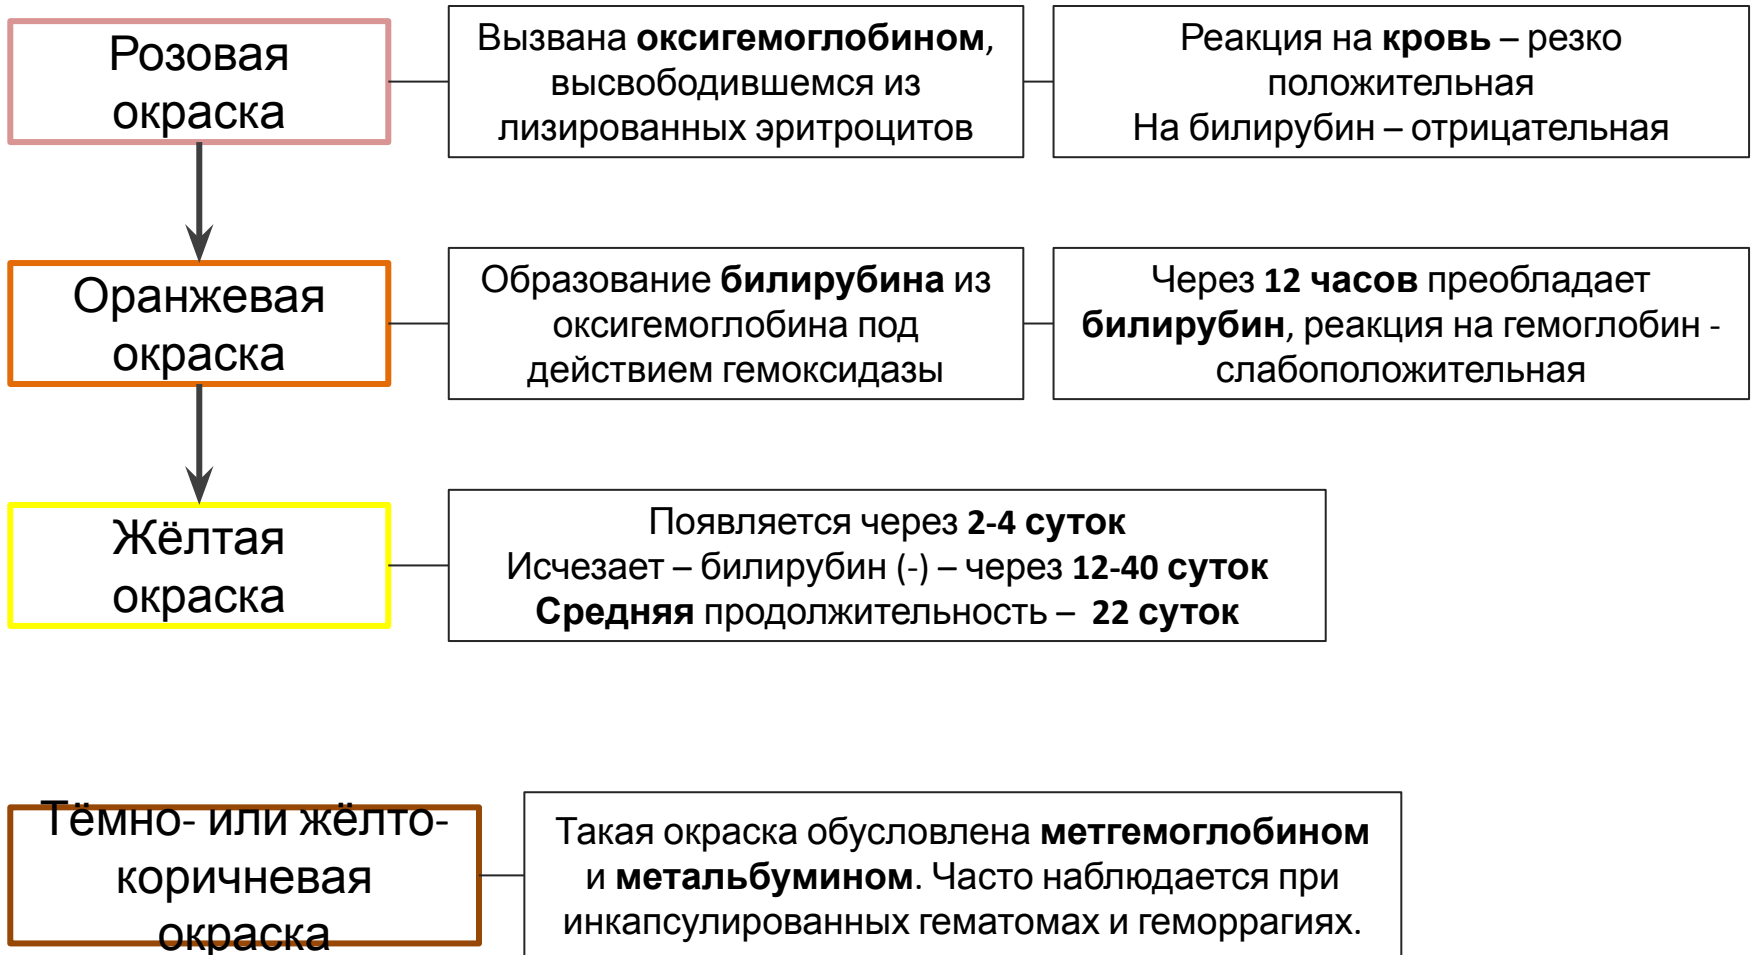 Розовая
окраска
Вызвана оксигемоглобином,
высвободившемся из
лизированных эритроцитов
Реакция на кровь – резко
положительная
На билирубин – отрицательная
Оранжевая
окраска
Образование билирубина из
оксигемоглобина под
действием гемоксидазы
Через 12 часов преобладает
билирубин, реакция на гемоглобин -
слабоположительная
Жёлтая
окраска
Появляется через 2-4 суток
Исчезает – билирубин (-) – через 12-40 суток
Средняя продолжительность – 22 суток
Тёмно- или жёлто-
коричневая
окраска
Такая окраска обусловлена метгемоглобином
и метальбумином. Часто наблюдается при
инкапсулированных гематомах и геморрагиях.